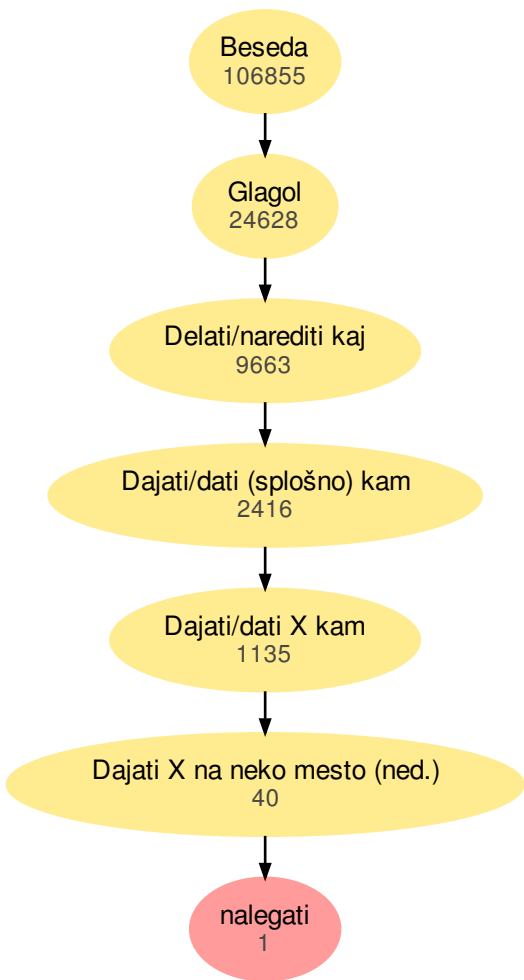 Beseda
106855
Glagol
24628
Delati/narediti kaj
9663
Dajati/dati (splošno) kam
2416
Dajati/dati X kam
1135
Dajati X na neko mesto (ned.)
40
nalegati
1